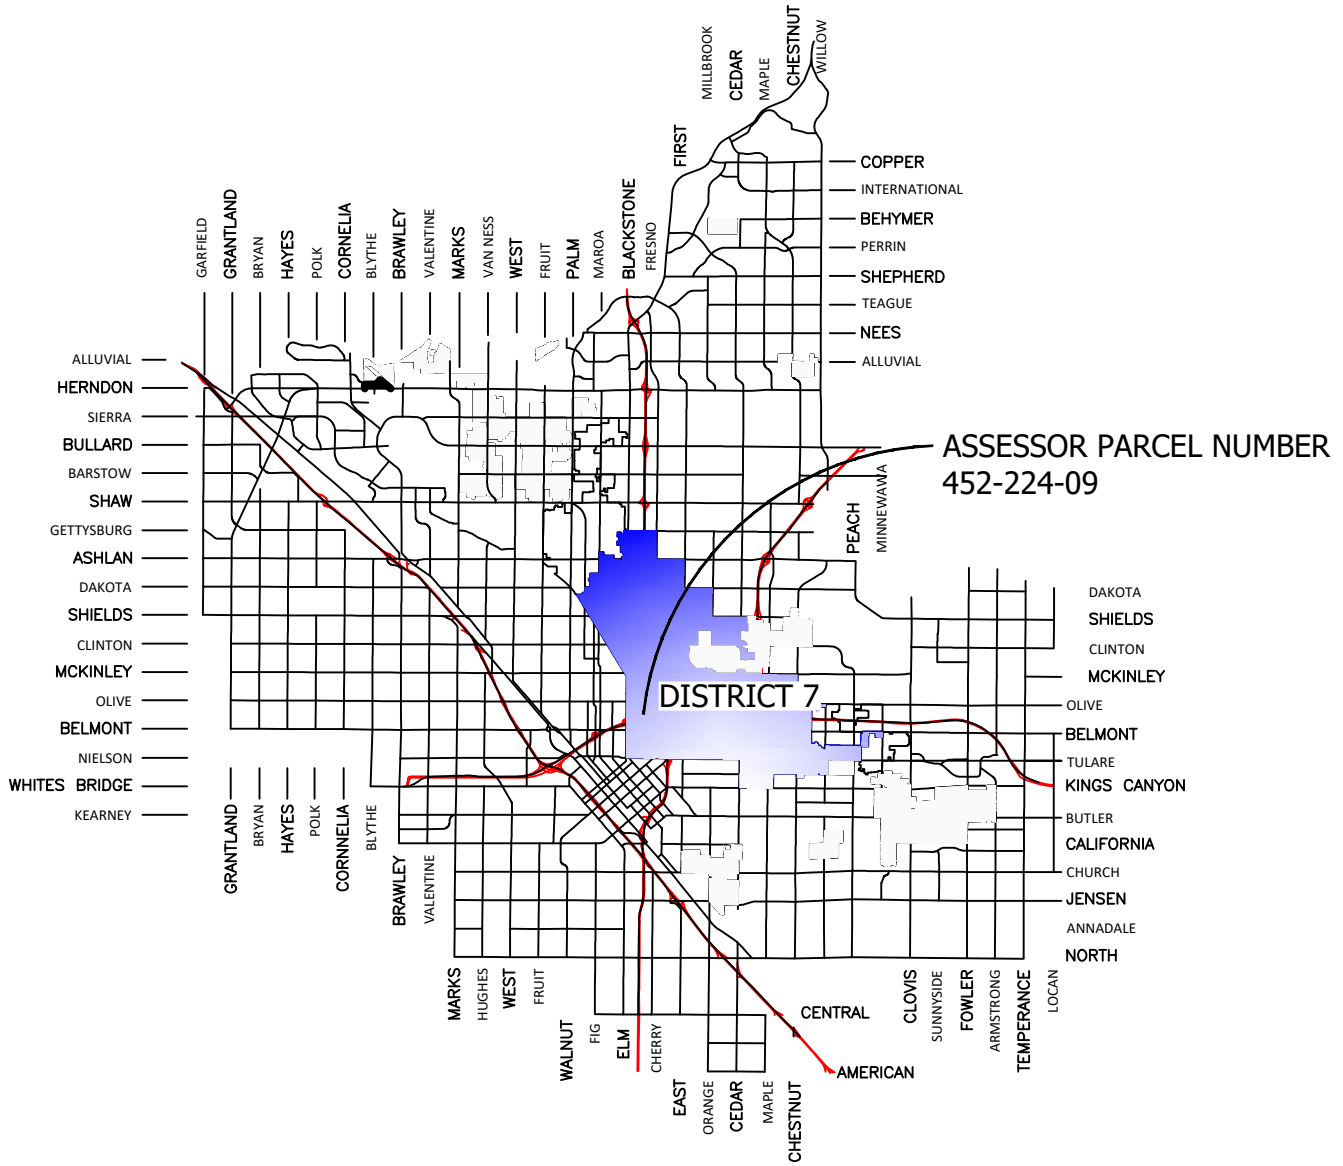 MILLBROOK
CEDAR
MAPLE
CHESTNUT
WILLOW
FIRST
COPPER
INTERNATIONAL
BEHYMER
PERRIN
SHEPHERD
TEAGUE
NEES
ALLUVIAL
GARFIELD
GRANTLAND
BRYAN
HAYES
POLK
CORNELIA
BLYTHE
BRAWLEY
VALENTINE
MARKS
VAN NESS
WEST
FRUIT
PALM
MAROA
BLACKSTONE
FRESNO
ALLUVIAL
HERNDON
SIERRA
BULLARD
BARSTOW
SHAW
GETTYSBURG
ASHLAN
DAKOTA
SHIELDS
CLINTON
MCKINLEY
OLIVE
BELMONT
NIELSON
WHITES BRIDGE
KEARNEY
ASSESSOR PARCEL NUMBER
452-224-09
PEACH
MINNEWAWA
DISTRICT 7
DAKOTA
SHIELDS
CLINTON
MCKINLEY
OLIVE
BELMONT
TULARE
KINGS CANYON
BUTLER
CALIFORNIA
CHURCH
JENSEN
ANNADALE
NORTH
GRANTLAND
BRYAN
HAYES
POLK
CORNNELIA
BLYTHE
BRAWLEY
VALENTINE
MARKS
HUGHES
WEST
FRUIT
WALNUT
FIG
ELM
CHERRY
EAST
ORANGE
CEDAR
MAPLE
CHESTNUT
CENTRAL
AMERICAN
CLOVIS
SUNNYSIDE
FOWLER
ARMSTRONG
TEMPERANCE
LOCAN